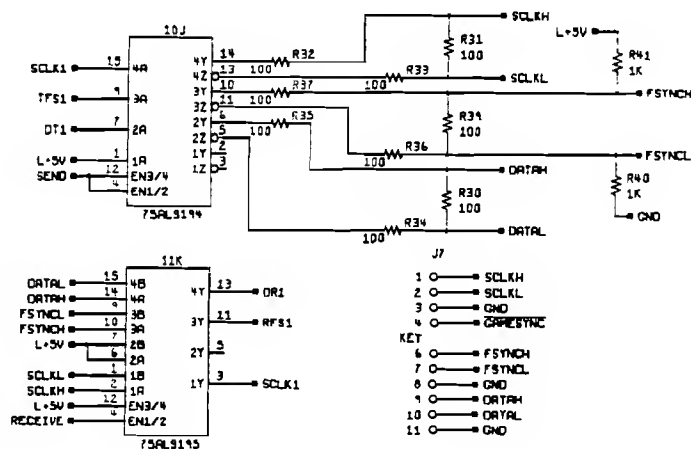 10J
SCLK1 15 4A 4Y 14 R32 100 SCLKH
4Z 13 R33 100 SCLKL
R31 100
L+5V R41 1K
TFS1 9 3A 3Y 10 R37 100 FSYNCH
3Z 11 R36 100 FSYNCL
R39 100
DT1 7 2A 2Y 6 R35 100 DATAH
2Z 5 R34 100 DATAL
R30 100
R40 1K
GND
L+5V 1 1A 1Y 2
SEND 12 EN3/4 1Z 3
4 EN1/2
75ALS194
11K
DATAL 15 4B 4Y 13 DR1
DATAH 14 4A
FSYNCL 9 3B 3Y 11 RFS1
FSYNCH 10 3A
L+5V 7 2B 2Y 5
6 2A
SCLKL 1 1B 1Y 3 SCLK1
SCLKH 2 1A
L+5V 12 EN3/4
RECEIVE 4 EN1/2
75ALS195
J7
1 SCLKH
2 SCLKL
3 GND
4 GAMESYNC
KEY
6 FSYNCH
7 FSYNCL
8 GND
9 DATAH
10 DATAL
11 GND